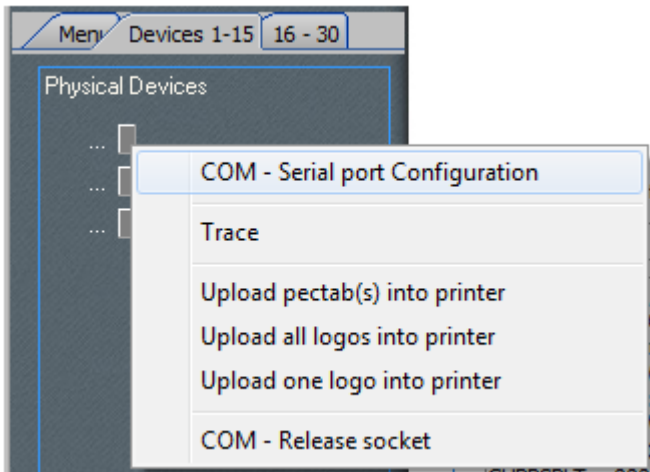 Menu Devices 1-15 16 - 30
Physical Devices
...
...
...
COM - Serial port Configuration
Trace
Upload pectab(s) into printer
Upload all logos into printer
Upload one logo into printer
COM - Release socket